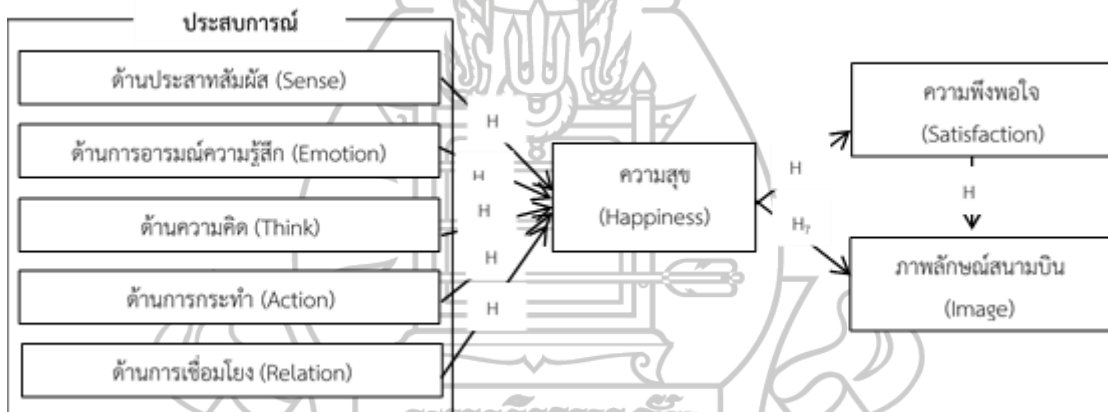 ประสบการณ์
ด้านประสาทสัมผัส (Sense)
ด้านการอารมณ์ความรู้สึก (Emotion)
ด้านความคิด (Think)
ด้านการกระทำ (Action)
ด้านการเชื่อมโยง (Relation)
H
H
H
H
H
ความสุข
(Happiness)
H
H₇
ความพึงพอใจ
(Satisfaction)
H
ภาพลักษณ์สนามบิน
(Image)